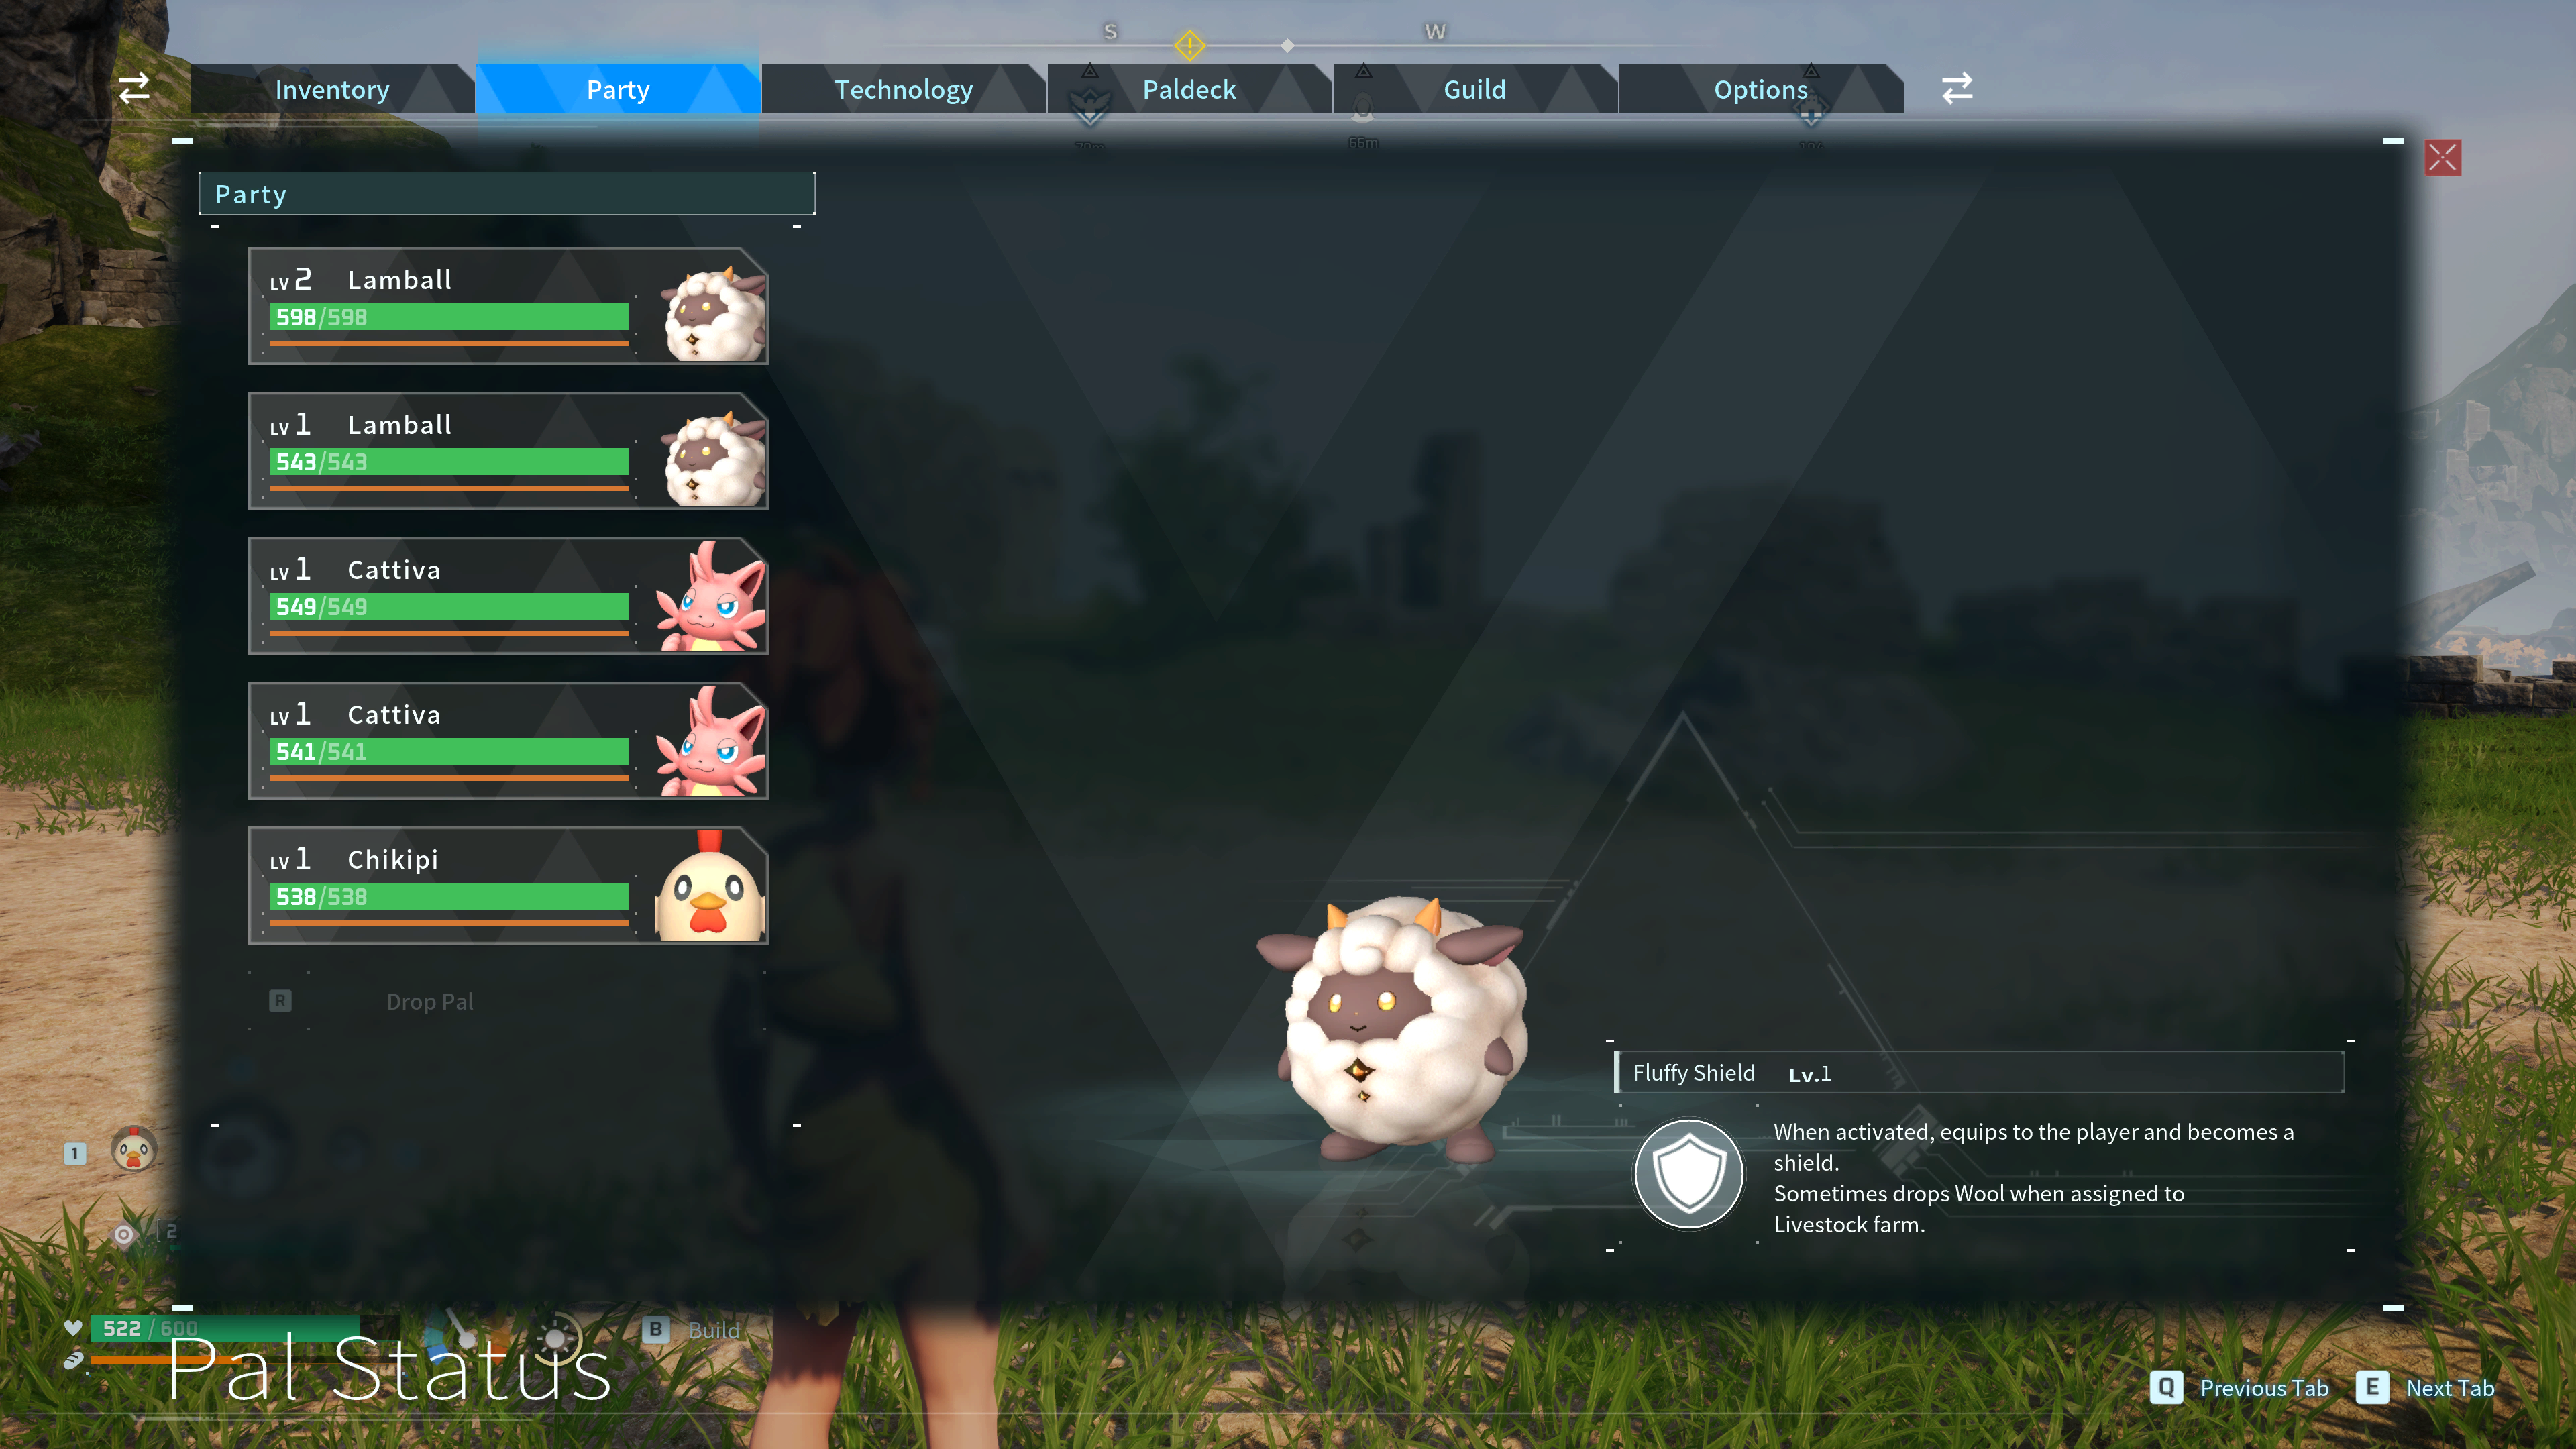 S W
Inventory Party Technology Paldeck Guild Options
66m
Party
LV 2 Lamball
598/598
LV 1 Lamball
543/543
LV 1 Cattiva
549/549
LV 1 Cattiva
541/541
LV 1 Chikipi
538/538
R Drop Pal
Fluffy Shield Lv.1
When activated, equips to the player and becomes a
shield.
Sometimes drops Wool when assigned to
Livestock farm.
1
2
522 / 600
B Build
Pal Status
Q Previous Tab E Next Tab